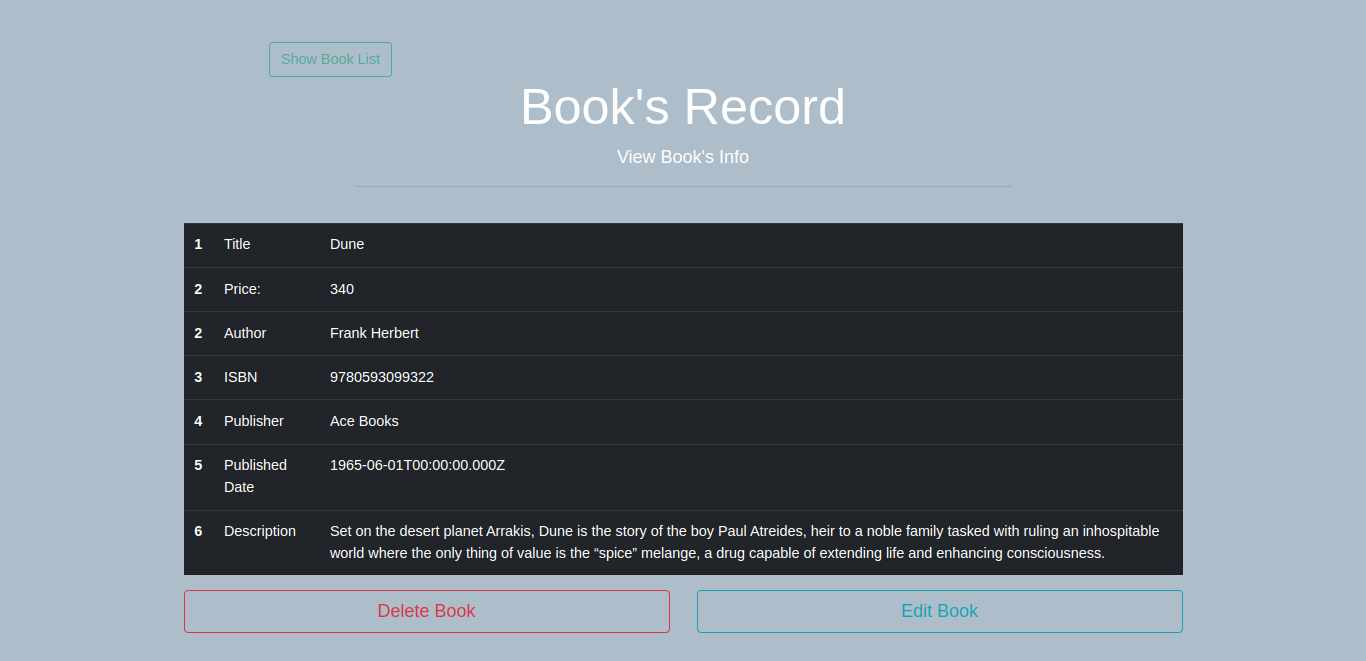 Show Book List
Book's Record
View Book's Info
1 Title Dune
2 Price: 340
2 Author Frank Herbert
3 ISBN 9780593099322
4 Publisher Ace Books
5 Published Date 1965-06-01T00:00:00.000Z
6 Description Set on the desert planet Arrakis, Dune is the story of the boy Paul Atreides, heir to a noble family tasked with ruling an inhospitable
world where the only thing of value is the “spice” melange, a drug capable of extending life and enhancing consciousness.
Delete Book Edit Book